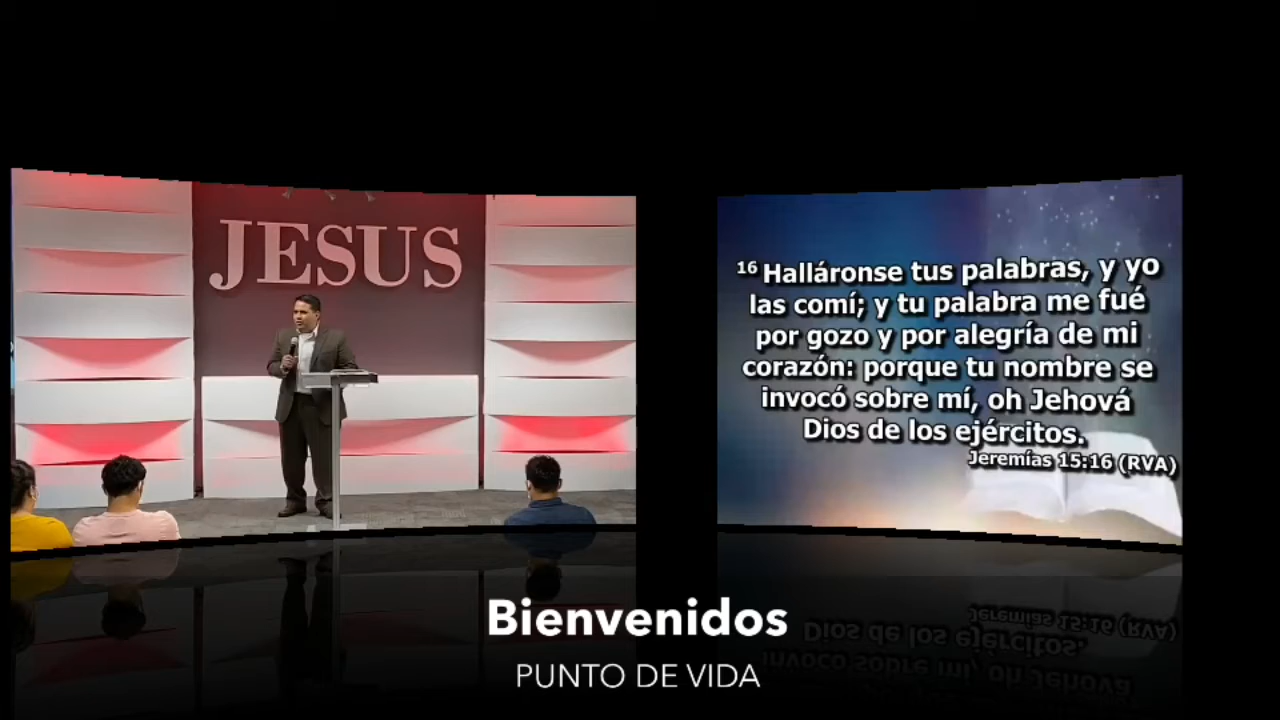 JESUS
16 Halláronse tus palabras, y yo
las comí; y tu palabra me fué
por gozo y por alegría de mi
corazón: porque tu nombre se
invocó sobre mí, oh Jehová
Dios de los ejércitos.
Jeremías 15:16 (RVA)
Bienvenidos
PUNTO DE VIDA